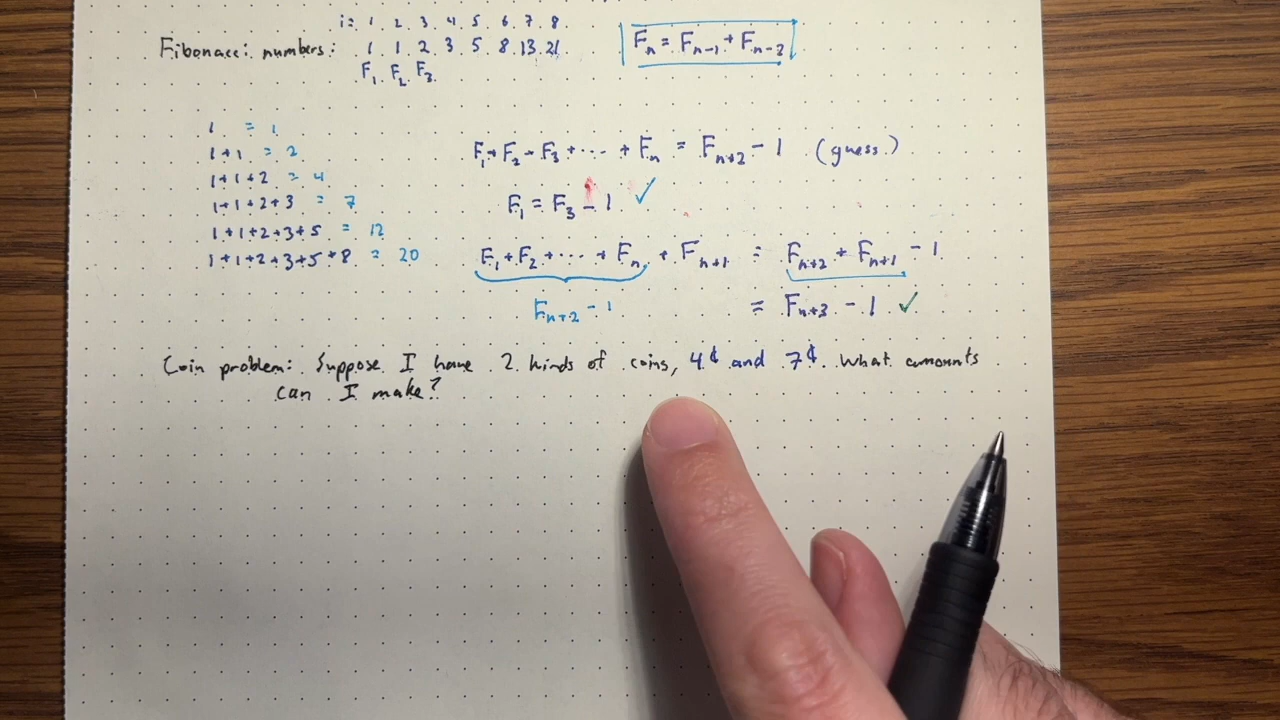 i= 1 2 3 4 5 6 7 8
Fibonacci numbers: 1 1 2 3 5 8 13 21
F₁ F₂ F₃
Fₙ = Fₙ₋₁ + Fₙ₋₂
1 = 1
1+1 = 2
1+1+2 = 4
1+1+2+3 = 7
1+1+2+3+5 = 12
1+1+2+3+5+8 = 20
F₁+F₂+F₃+⋯+Fₙ = Fₙ₊₂ - 1 (guess)
F₁ = F₃ - 1 ✓
F₁+F₂+⋯+Fₙ + Fₙ₊₁ = Fₙ₊₂ + Fₙ₊₁ - 1
Fₙ₊₂ - 1 = Fₙ₊₃ - 1 ✓
Coin problem: Suppose I have 2 kinds of coins, 4¢ and 7¢. What amounts
can I make?